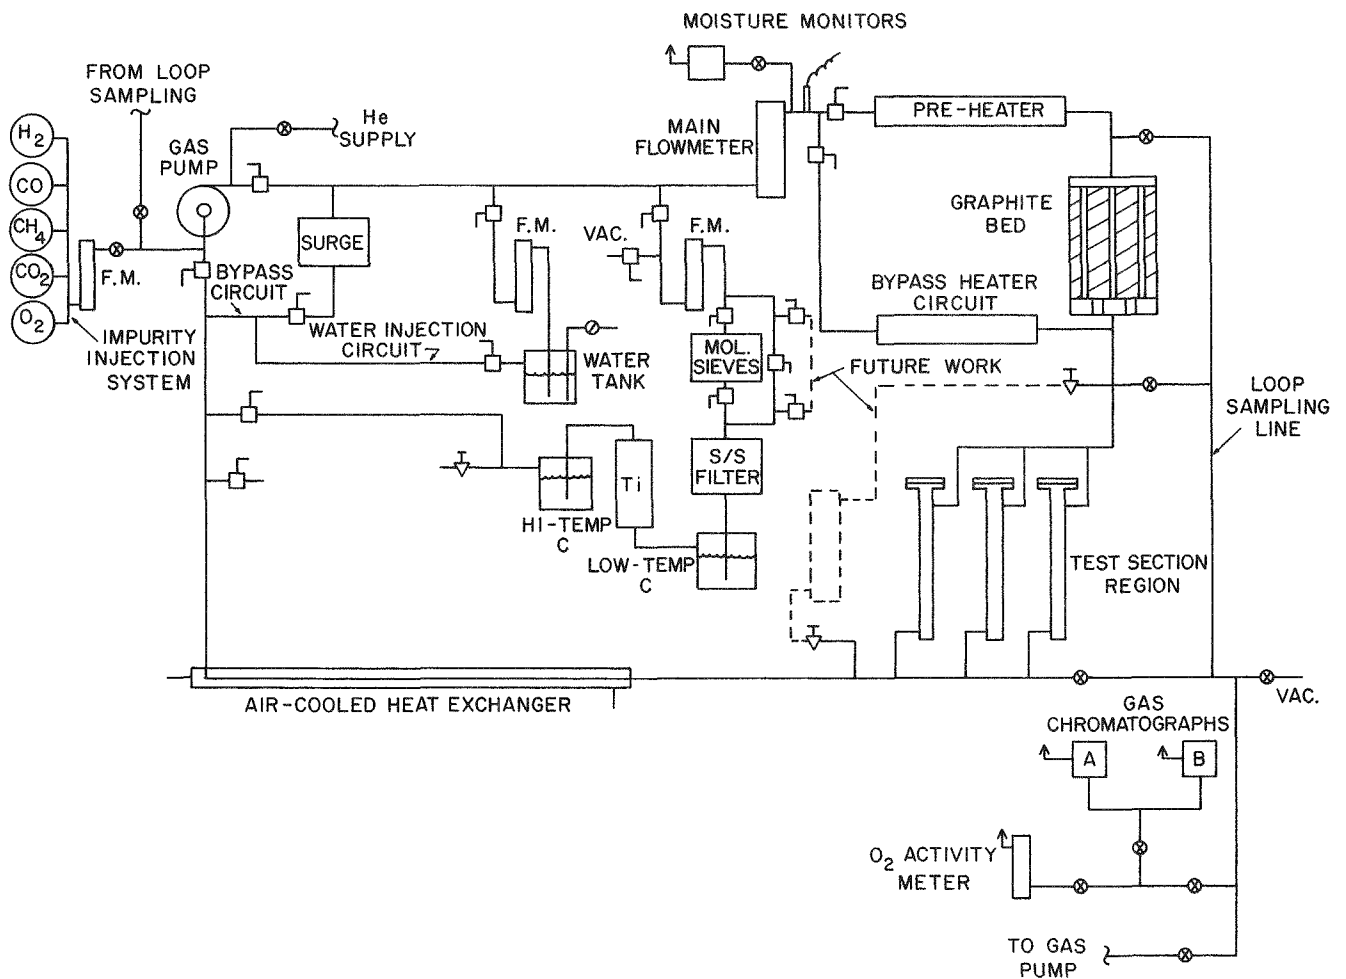 MOISTURE MONITORS
FROM LOOP
SAMPLING
He
SUPPLY
GAS
PUMP
H2
CO
CH4
CO2
O2
F.M.
IMPURITY
INJECTION
SYSTEM
BYPASS
CIRCUIT
SURGE
WATER INJECTION
CIRCUIT
F.M.
WATER
TANK
VAC.
F.M.
MAIN
FLOWMETER
PRE-HEATER
GRAPHITE
BED
BYPASS HEATER
CIRCUIT
MOL.
SIEVES
FUTURE WORK
LOOP
SAMPLING
LINE
S/S
FILTER
Ti
HI-TEMP
C
LOW-TEMP
C
TEST SECTION
REGION
AIR-COOLED HEAT EXCHANGER
VAC.
GAS
CHROMATOGRAPHS
A
B
O2 ACTIVITY
METER
TO GAS
PUMP